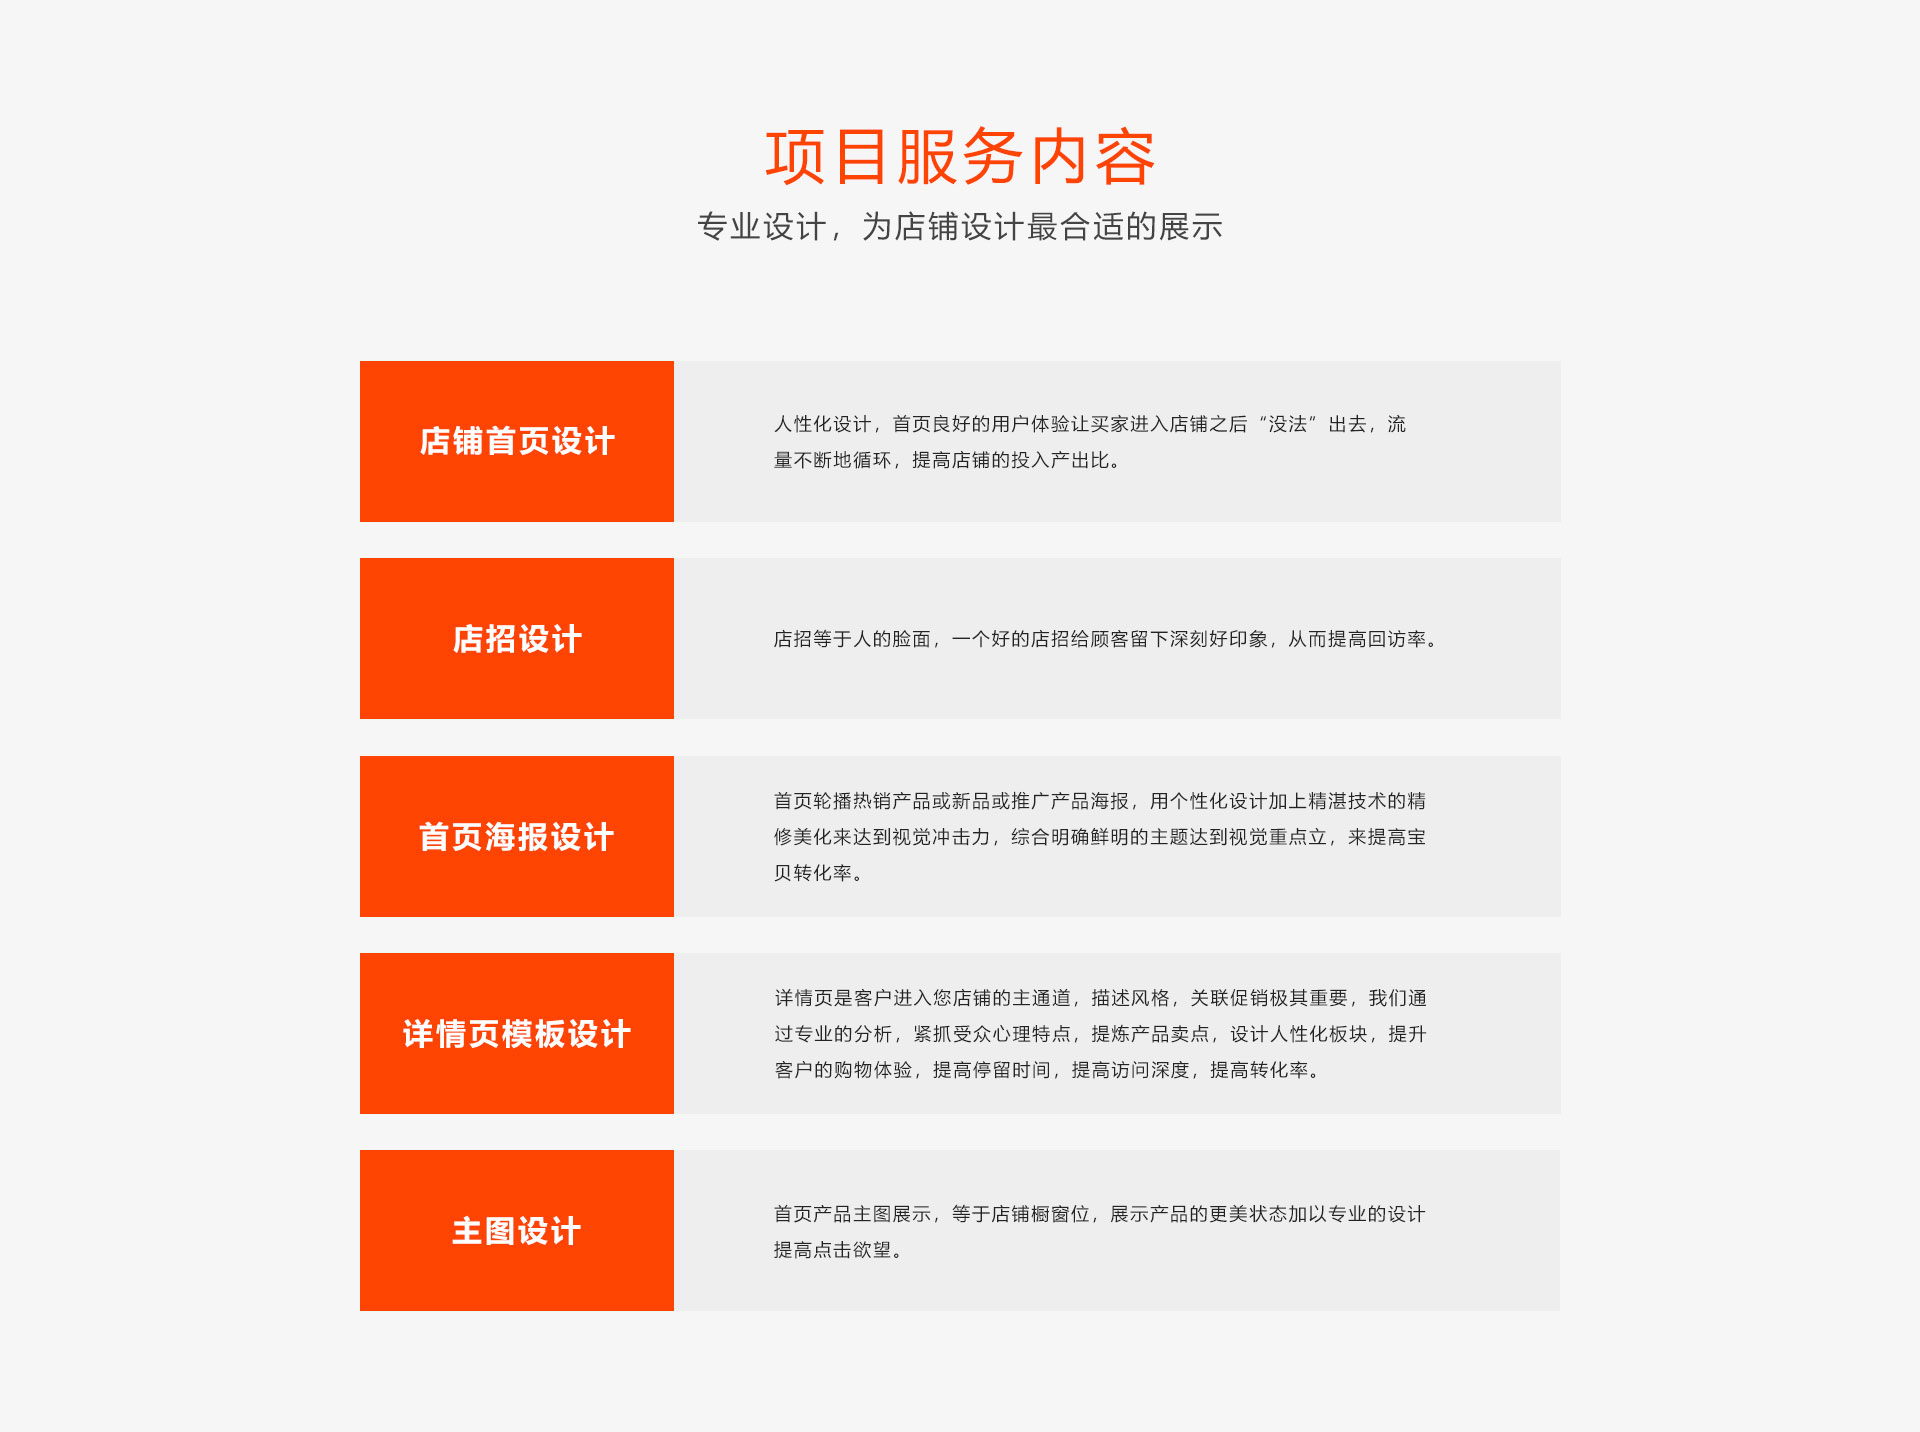 项目服务内容
专业设计，为店铺设计最合适的展示
店铺首页设计
人性化设计，首页良好的用户体验让买家进入店铺之后“没法”出去，流
量不断地循环，提高店铺的投入产出比。
店招设计
店招等于人的脸面，一个好的店招给顾客留下深刻好印象，从而提高回访率。
首页海报设计
首页轮播热销产品或新品或推广产品海报，用个性化设计加上精湛技术的精
修美化来达到视觉冲击力，综合明确鲜明的主题达到视觉重点立，来提高宝
贝转化率。
详情页模板设计
详情页是客户进入您店铺的主通道，描述风格，关联促销极其重要，我们通
过专业的分析，紧抓受众心理特点，提炼产品卖点，设计人性化板块，提升
客户的购物体验，提高停留时间，提高访问深度，提高转化率。
主图设计
首页产品主图展示，等于店铺橱窗位，展示产品的更美状态加以专业的设计
提高点击欲望。